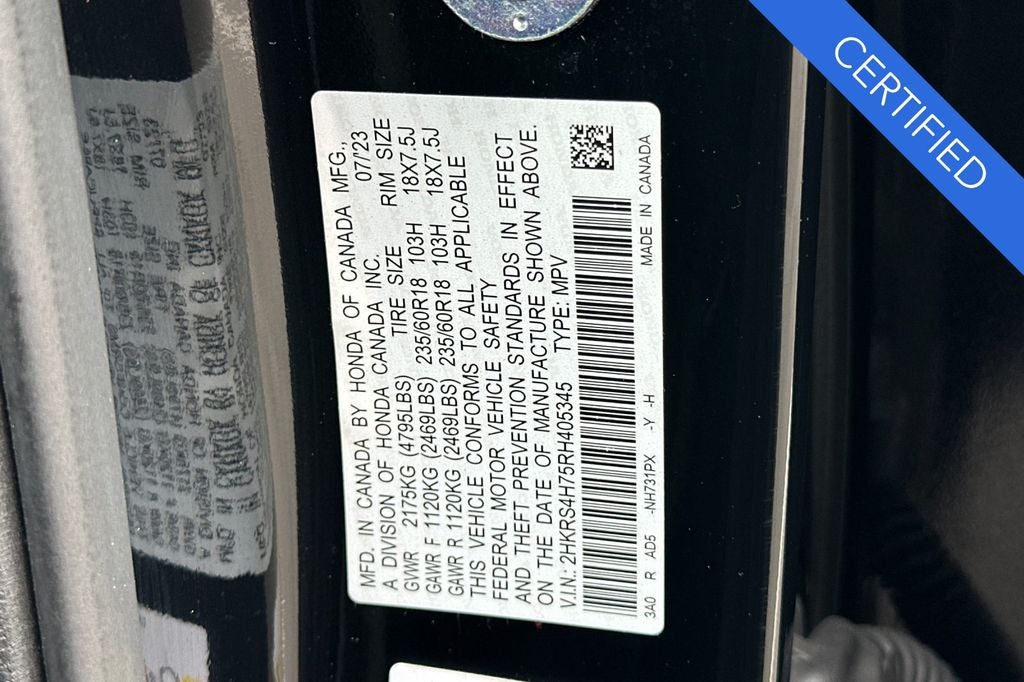 MFD. IN CANADA BY HONDA OF CANADA MFG.,
A DIVISION OF HONDA CANADA INC. 07/'23
GVWR 2175KG (4795LBS) TIRE SIZE RIM SIZE
GAWR F 1120KG (2469LBS) 235/60R18 103H 18X7.5J
GAWR R 1120KG (2469LBS) 235/60R18 103H 18X7.5J
THIS VEHICLE CONFORMS TO ALL APPLICABLE
FEDERAL MOTOR VEHICLE SAFETY
AND THEFT PREVENTION STANDARDS IN EFFECT
ON THE DATE OF MANUFACTURE SHOWN ABOVE.
V.I.N.: 2HKRS4H75RH405345 TYPE: MPV
3A0 R AD5 -NH731PX -Y -H MADE IN CANADA
CERTIFIED